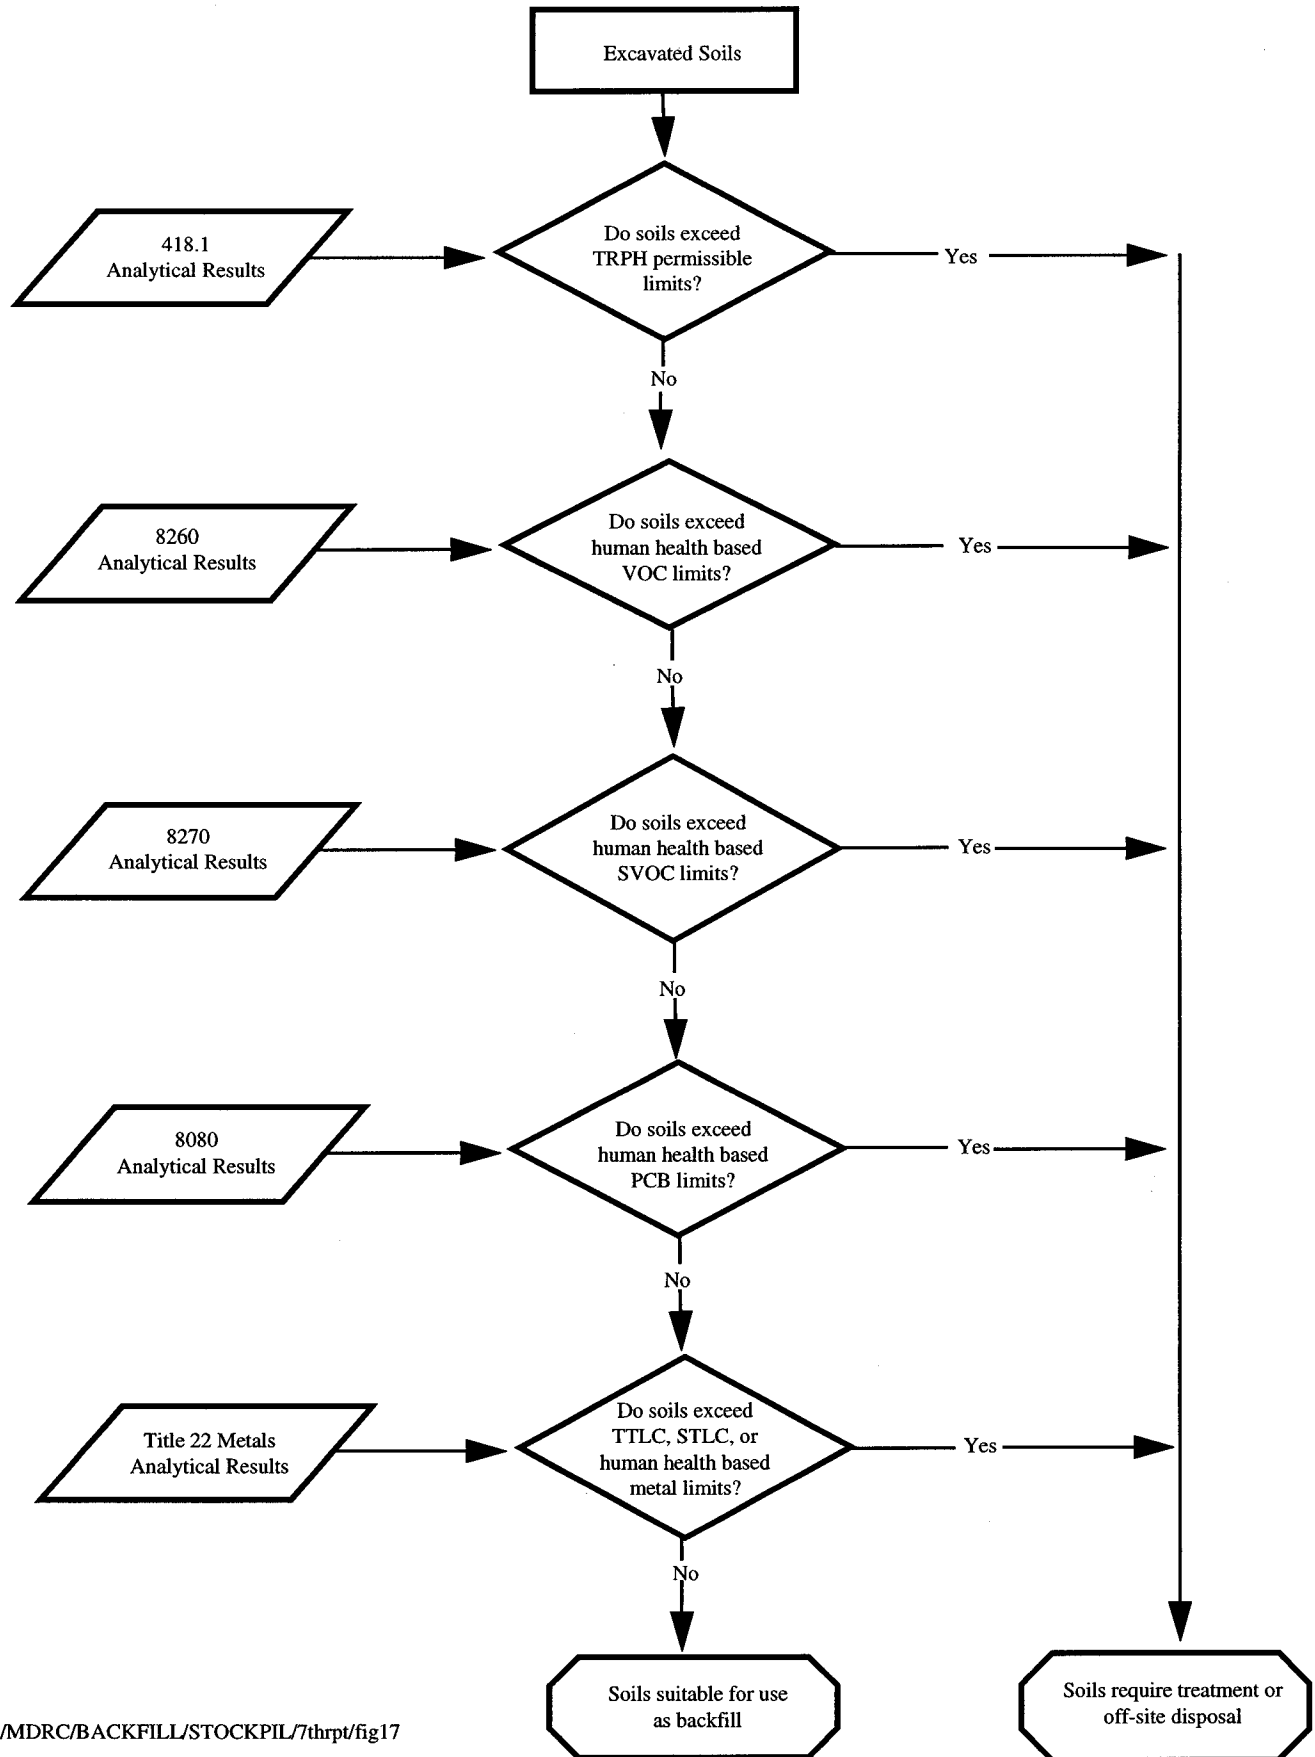 Excavated Soils
418.1
Analytical Results
Do soils exceed
TRPH permissible
limits?
Yes
No
8260
Analytical Results
Do soils exceed
human health based
VOC limits?
Yes
No
8270
Analytical Results
Do soils exceed
human health based
SVOC limits?
Yes
No
8080
Analytical Results
Do soils exceed
human health based
PCB limits?
Yes
No
Title 22 Metals
Analytical Results
Do soils exceed
TTLC, STLC, or
human health based
metal limits?
Yes
No
Soils suitable for use
as backfill
Soils require treatment or
off-site disposal
/MDRC/BACKFILL/STOCKPIL/7thrpt/fig17